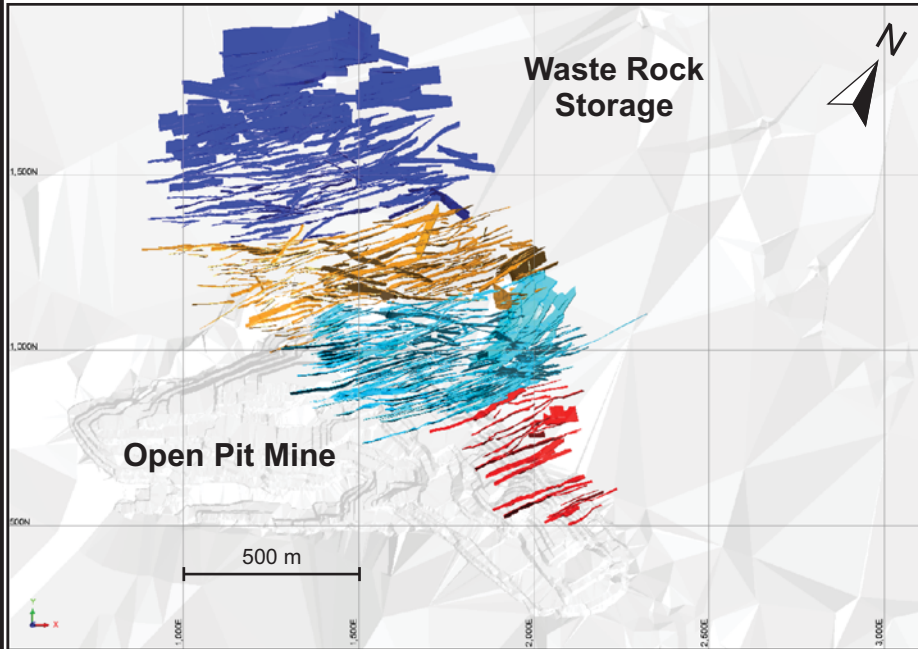 N
Waste Rock
Storage
1,500N
1,000N
Open Pit Mine
500N
500 m
Y
X
1,000E
1,500E
2,000E
2,500E
3,000E